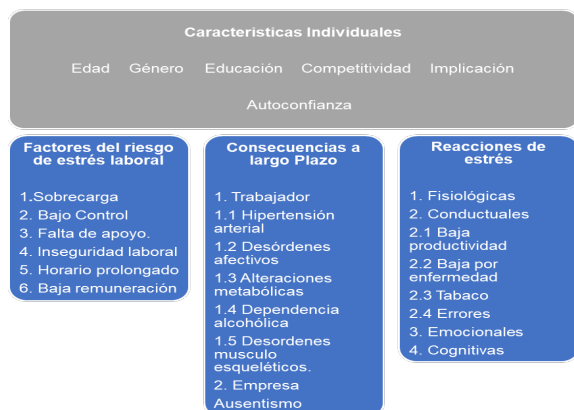 Caracteristicas Individuales
Edad Género Educación Competitividad Implicación
Autoconfianza
Factores del riesgo
de estrés laboral
1.Sobrecarga
2. Bajo Control
3. Falta de apoyo.
4. Inseguridad laboral
5. Horario prolongado
6. Baja remuneración
Consecuencias a
largo Plazo
1. Trabajador
1.1 Hipertensión
arterial
1.2 Desórdenes
afectivos
1.3 Alteraciones
metabólicas
1.4 Dependencia
alcohólica
1.5 Desordenes
musculo
esqueléticos.
2. Empresa
Ausentismo
Reacciones de
estrés
1. Fisiológicas
2. Conductuales
2.1 Baja
productividad
2.2 Baja por
enfermedad
2.3 Tabaco
2.4 Errores
3. Emocionales
4. Cognitivas